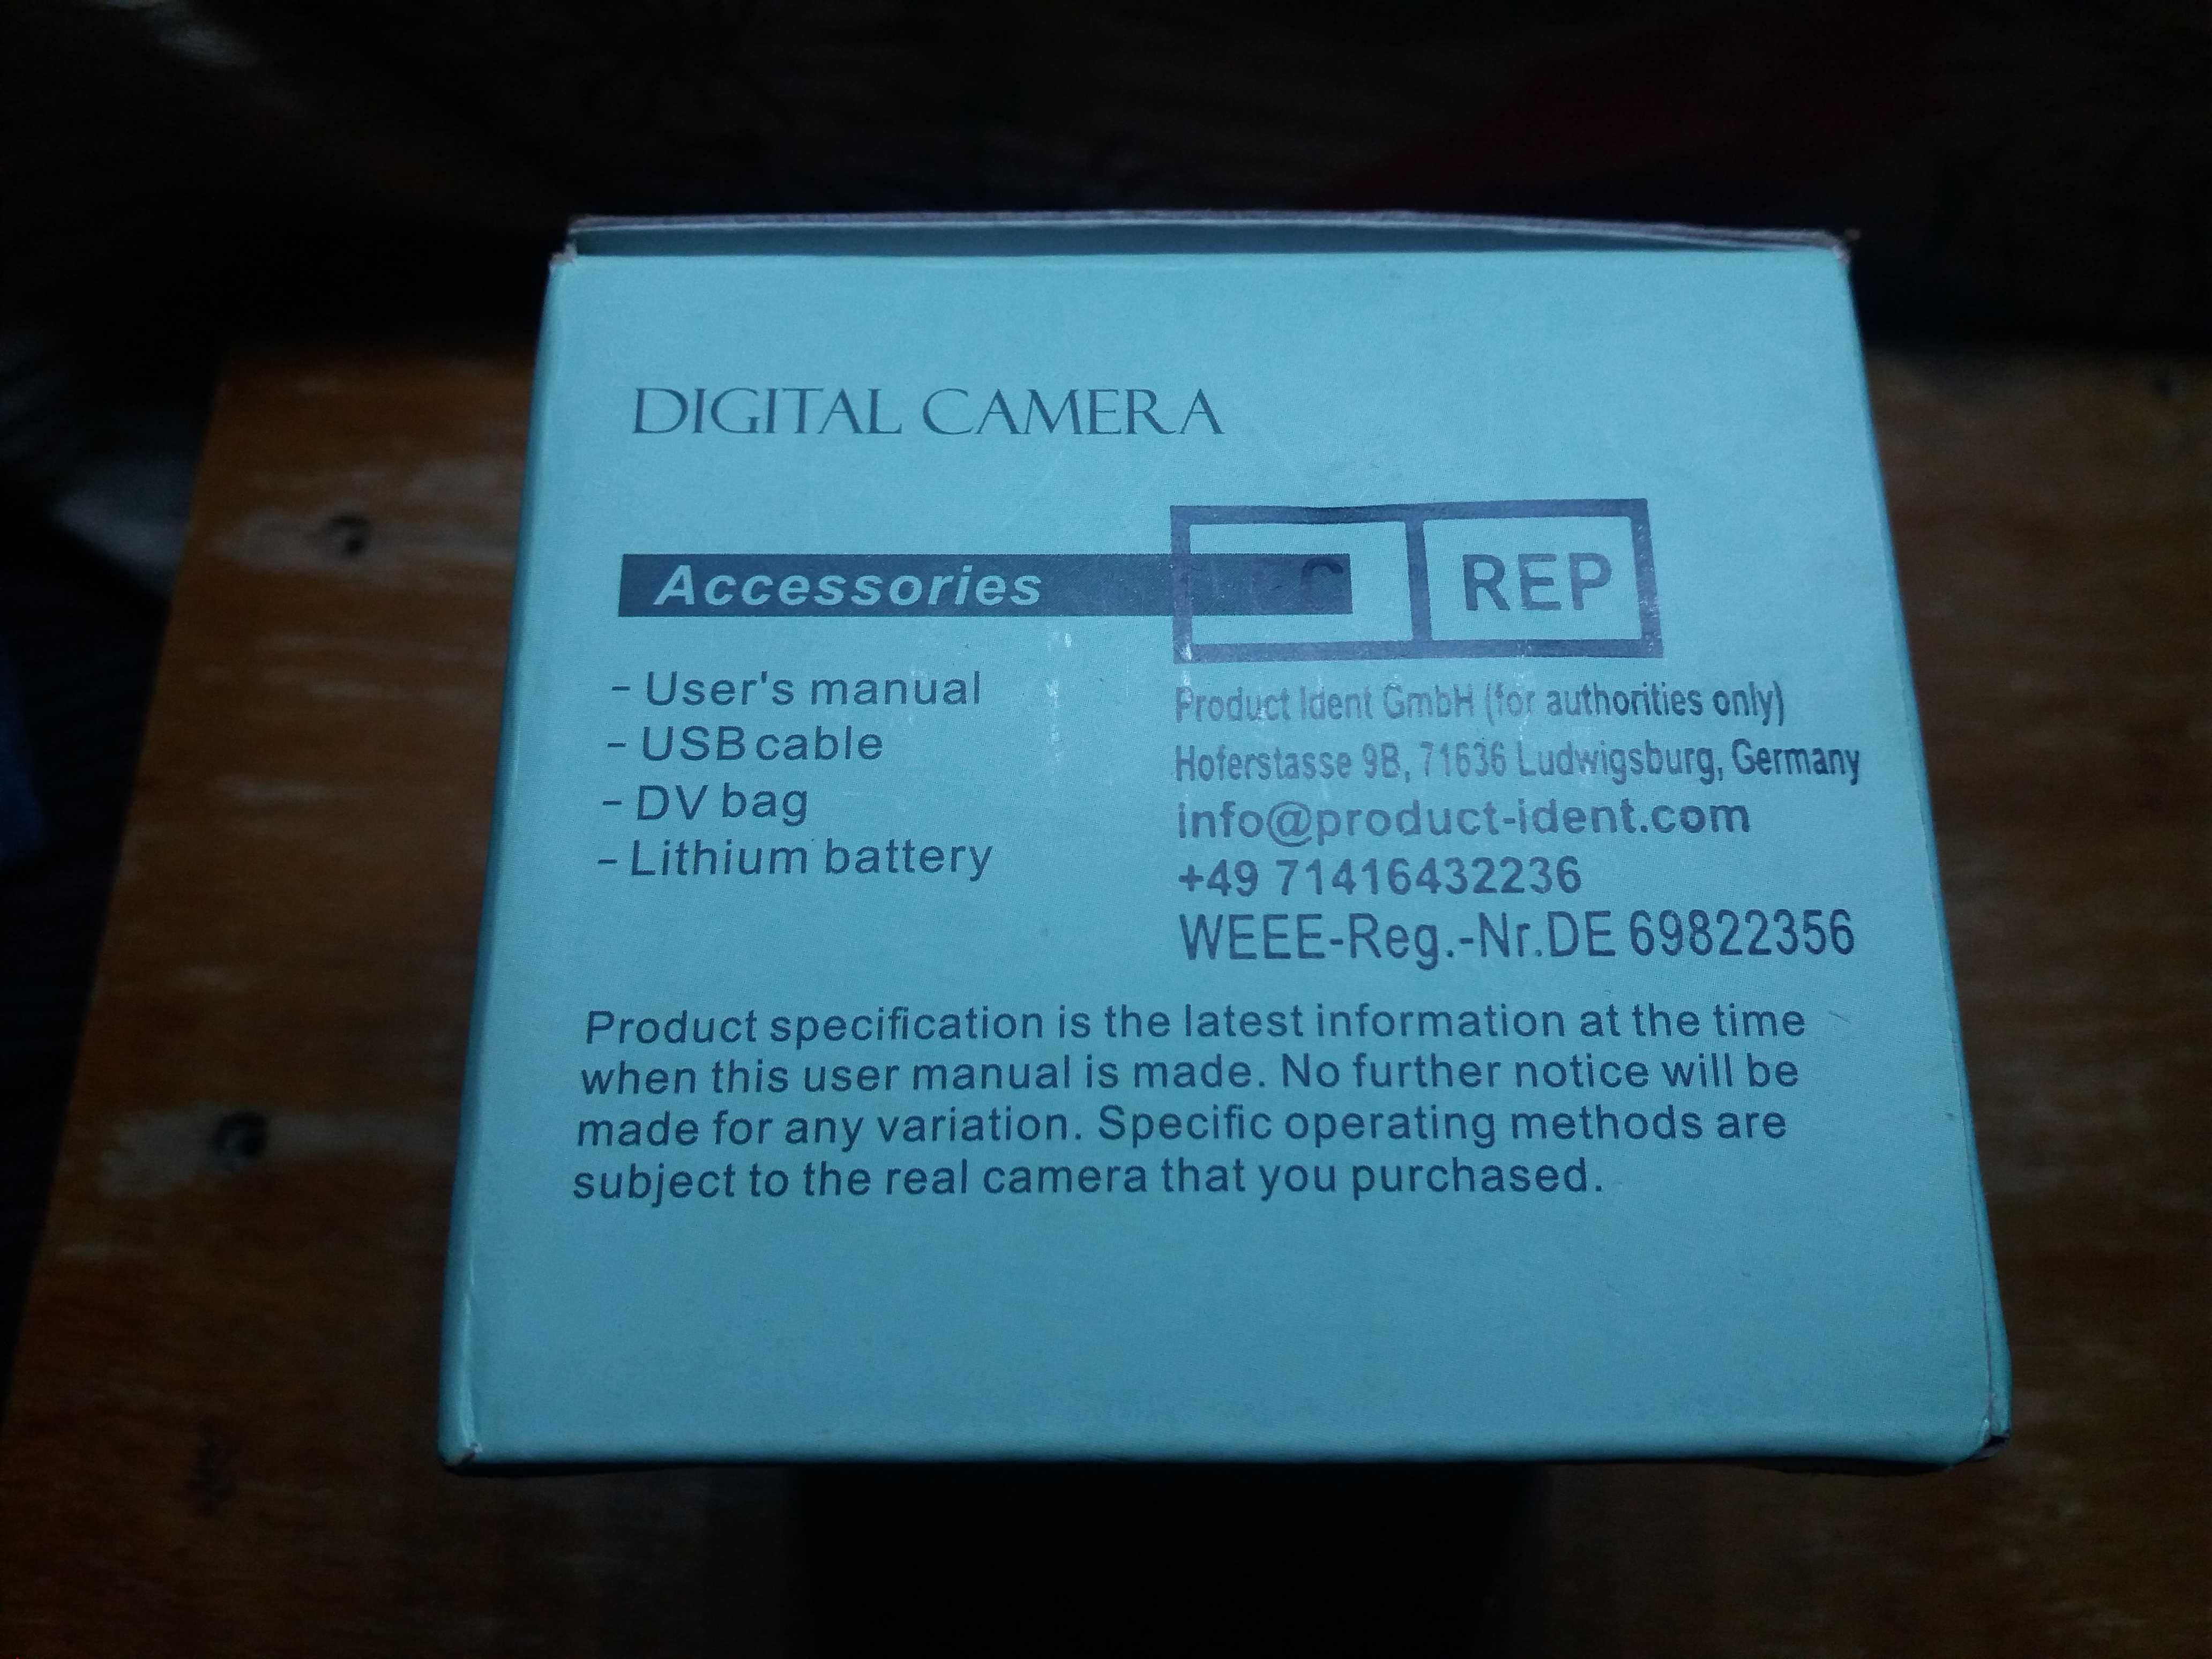 DIGITAL CAMERA
Accessories
- User's manual
- USB cable
- DV bag
- Lithium battery
EC REP
Product Ident GmbH (for authorities only)
Hoferstasse 9B, 71636 Ludwigsburg, Germany
info@product-ident.com
+49 71416432236
WEEE-Reg.-Nr.DE 69822356
Product specification is the latest information at the time
when this user manual is made. No further notice will be
made for any variation. Specific operating methods are
subject to the real camera that you purchased.